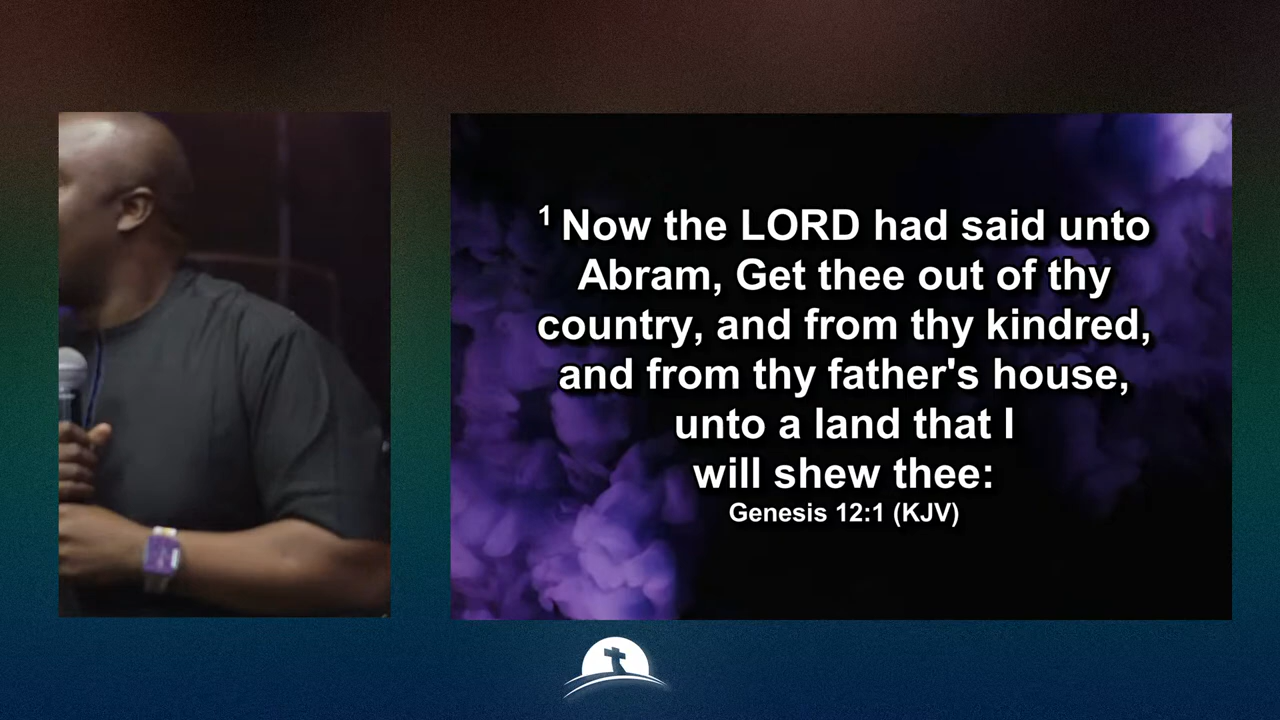 1 Now the LORD had said unto
Abram, Get thee out of thy
country, and from thy kindred,
and from thy father's house,
unto a land that I
will shew thee:
Genesis 12:1 (KJV)